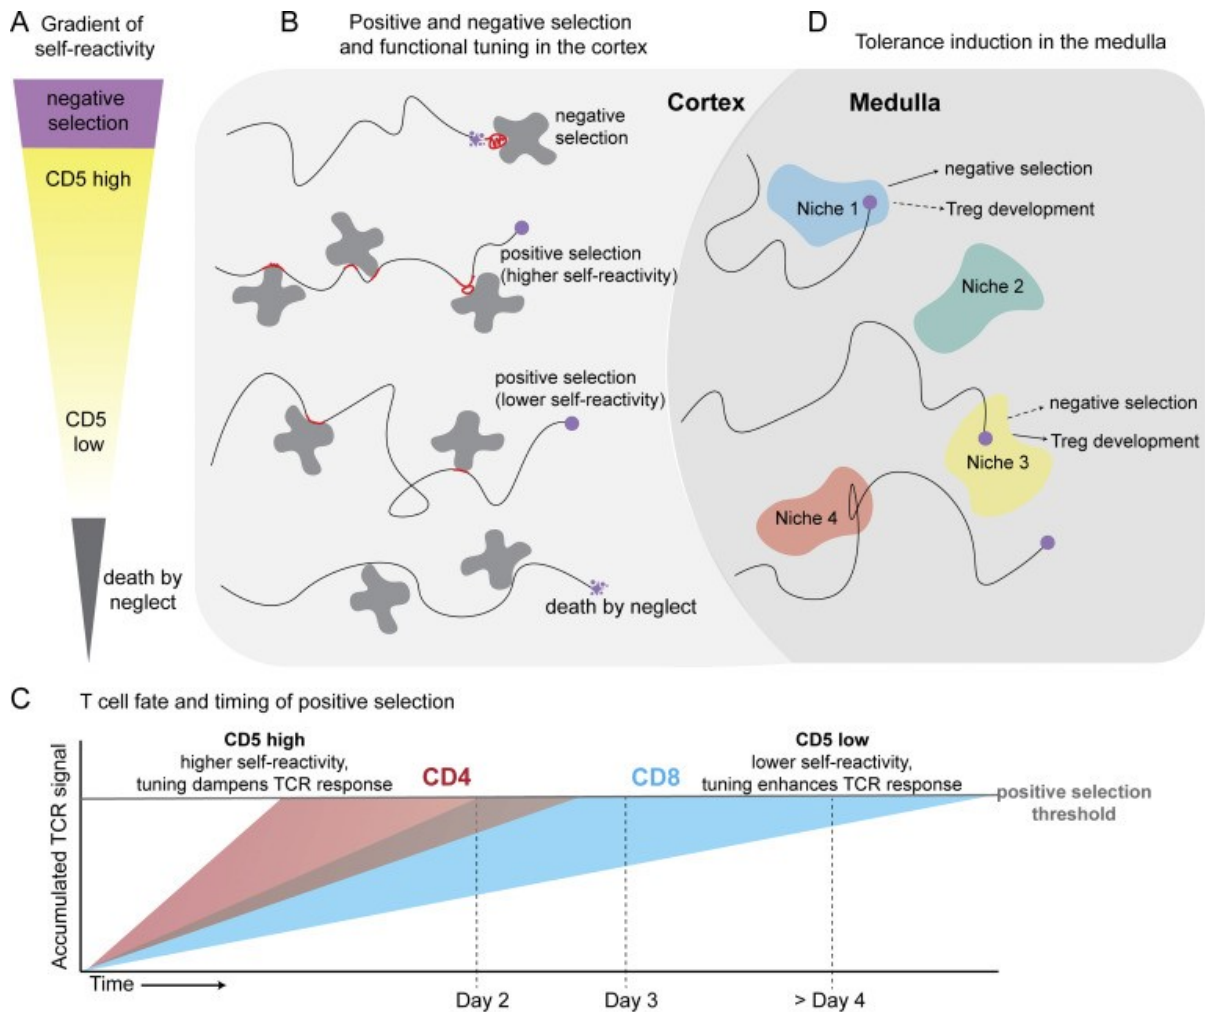 A
Gradient of
self-reactivity
negative
selection
CD5 high
CD5
low
death by
neglect
B
Positive and negative selection
and functional tuning in the cortex
Cortex
negative
selection
positive selection
(higher self-reactivity)
positive selection
(lower self-reactivity)
death by neglect
D
Tolerance induction in the medulla
Medulla
Niche 1
negative selection
Treg development
Niche 2
negative selection
Treg development
Niche 3
Niche 4
C
T cell fate and timing of positive selection
Accumulated TCR signal
CD5 high
higher self-reactivity,
tuning dampens TCR response
CD4
CD8
CD5 low
lower self-reactivity,
tuning enhances TCR response
positive selection
threshold
Time
Day 2
Day 3
> Day 4